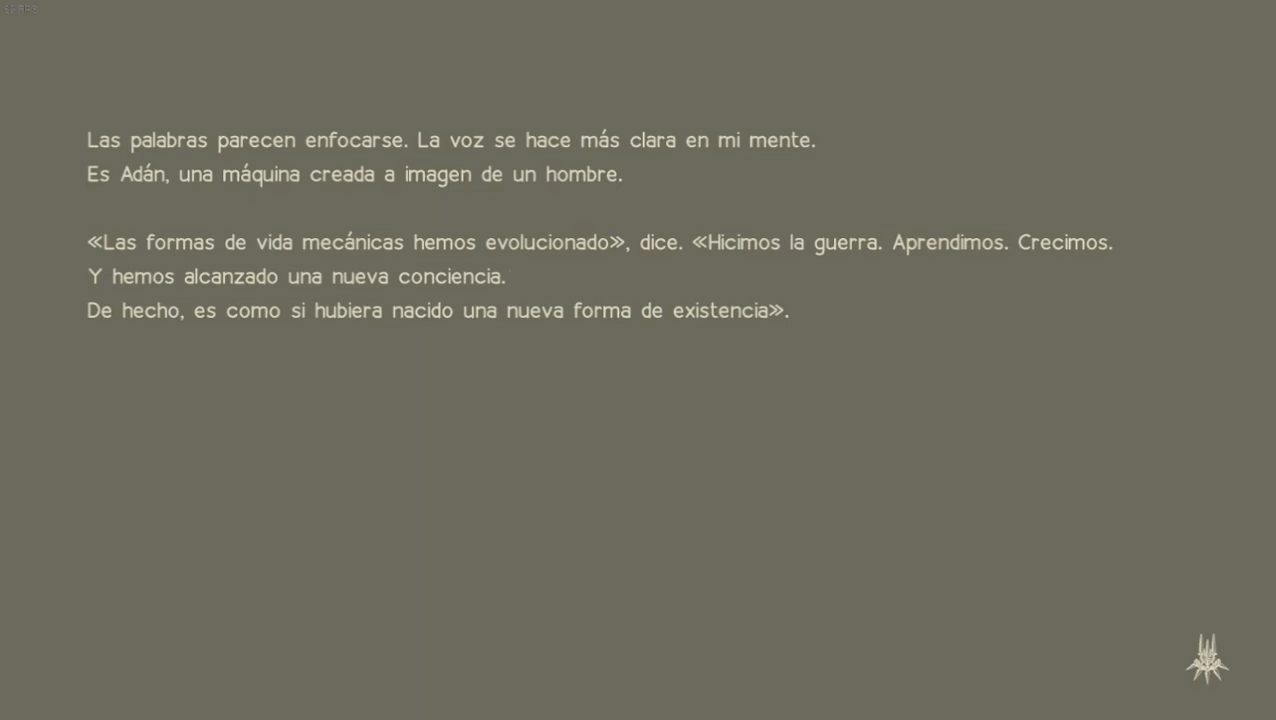 Las palabras parecen enfocarse. La voz se hace más clara en mi mente.
Es Adán, una máquina creada a imagen de un hombre.
«Las formas de vida mecánicas hemos evolucionado», dice. «Hicimos la guerra. Aprendimos. Crecimos.
Y hemos alcanzado una nueva conciencia.
De hecho, es como si hubiera nacido una nueva forma de existencia».